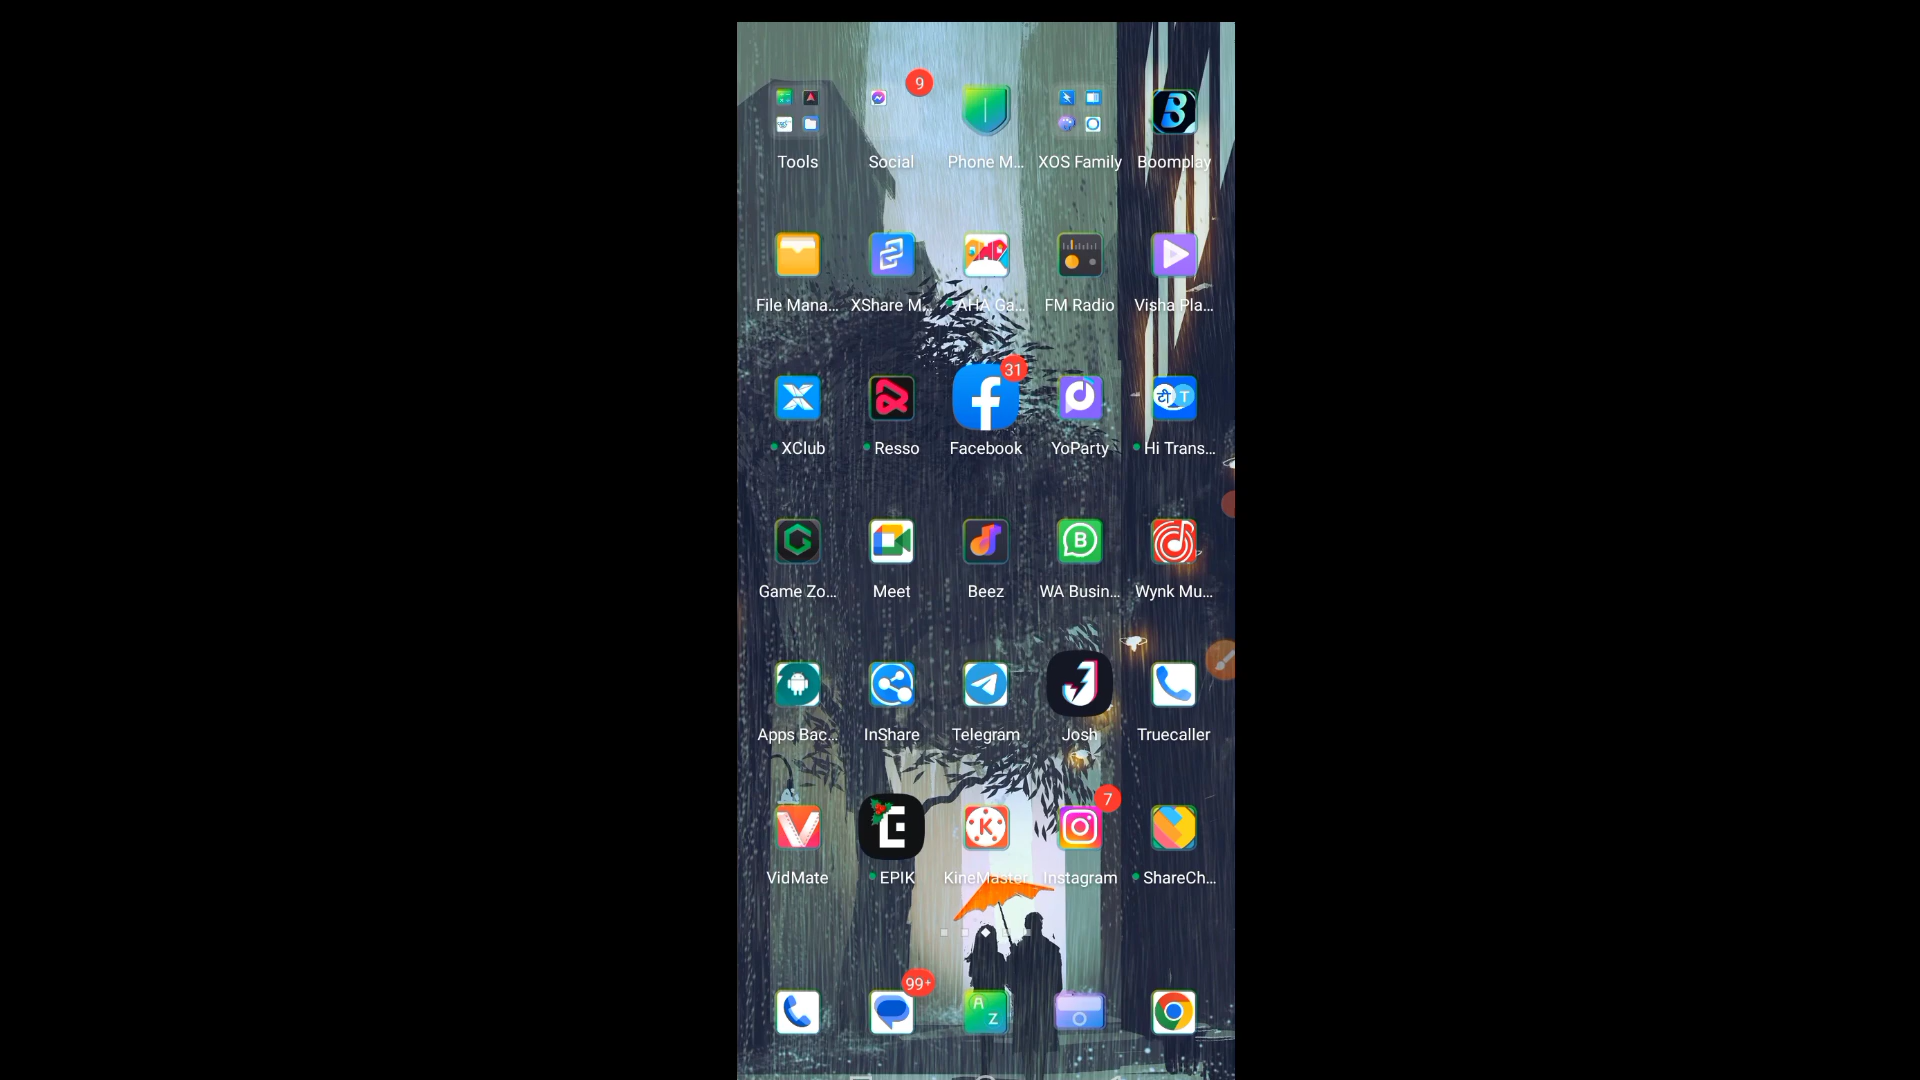 9
Tools Social Phone M... XOS Family Boomplay
File Mana... XShare M... AHA Ga... FM Radio Visha Pla...
31
XClub Resso Facebook YoParty Hi Trans...
टी T
G B
Game Zo... Meet Beez WA Busin... Wynk Mu...
Apps Bac... InShare Telegram Josh Truecaller
7
K
VidMate EPIK KineMaster Instagram ShareCh...
99+
A
Z